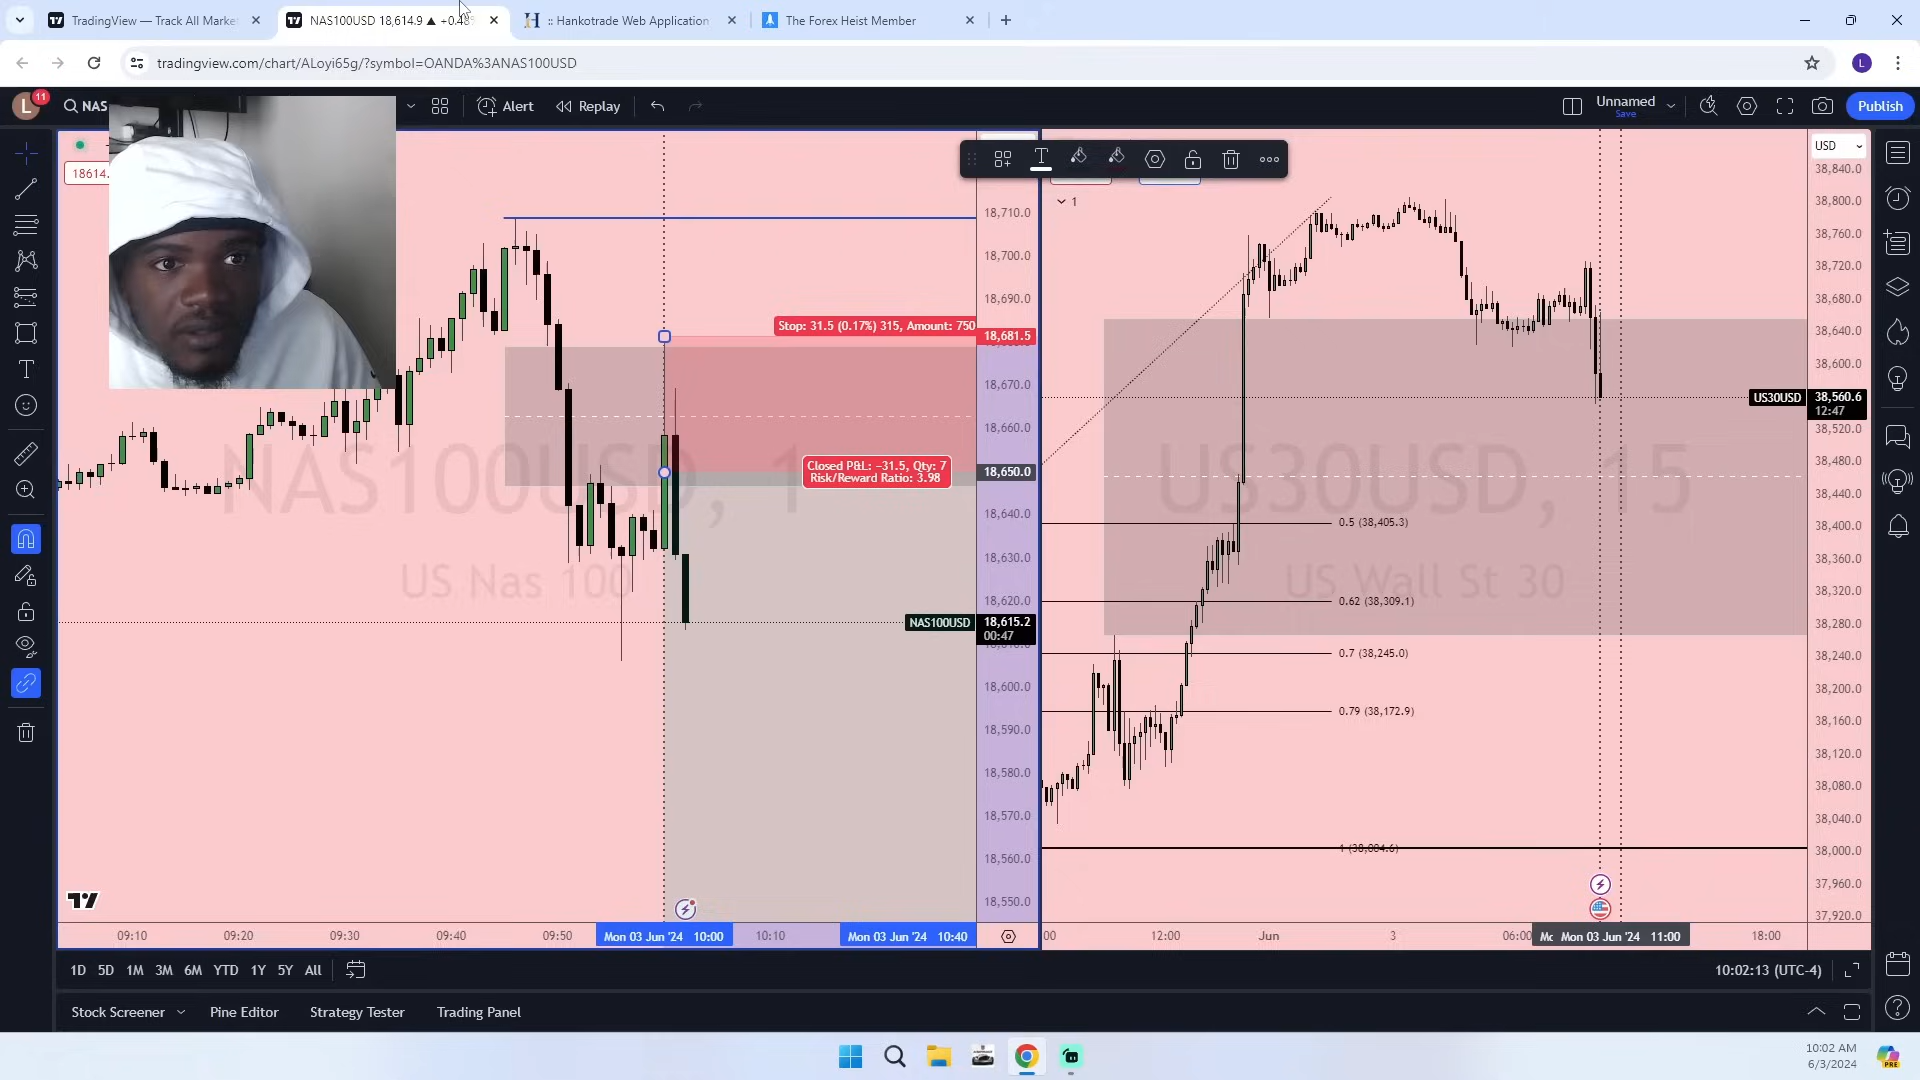 TradingView — Track All Marke
NAS100USD 18,614.9 ▲ +0.48
:: Hankotrade Web Application
The Forex Heist Member
tradingview.com/chart/ALoyi65g/?symbol=OANDA%3ANAS100USD
L
L
11
NAS
Alert
Replay
Unnamed
Save
Publish
18614.
1
USD
18,710.0
18,700.0
18,690.0
Stop: 31.5 (0.17%) 315, Amount: 750
18,681.5
18,670.0
18,660.0
Closed P&L: −31.5, Qty: 7
Risk/Reward Ratio: 3.98
18,650.0
18,640.0
18,630.0
18,620.0
NAS100USD
18,615.2
00:47
18,600.0
18,590.0
18,580.0
18,570.0
18,560.0
18,550.0
NAS100USD, 1
US Nas 100
US30USD, 15
US Wall St 30
0.5 (38,405.3)
0.62 (38,309.1)
0.7 (38,245.0)
0.79 (38,172.9)
38,840.0
38,800.0
38,760.0
38,720.0
38,680.0
38,640.0
38,600.0
US30USD
38,560.6
12:47
38,520.0
38,480.0
38,440.0
38,400.0
38,360.0
38,320.0
38,280.0
38,240.0
38,200.0
38,160.0
38,120.0
38,080.0
38,040.0
38,000.0
37,960.0
37,920.0
09:10
09:20
09:30
09:40
09:50
Mon 03 Jun '24 10:00
10:10
Mon 03 Jun '24 10:40
:00
12:00
Jun
3
06:00
Mc
Mon 03 Jun '24 11:00
18:00
1D 5D 1M 3M 6M YTD 1Y 5Y All
10:02:13 (UTC-4)
Stock Screener
Pine Editor
Strategy Tester
Trading Panel
10:02 AM
6/3/2024
PRE